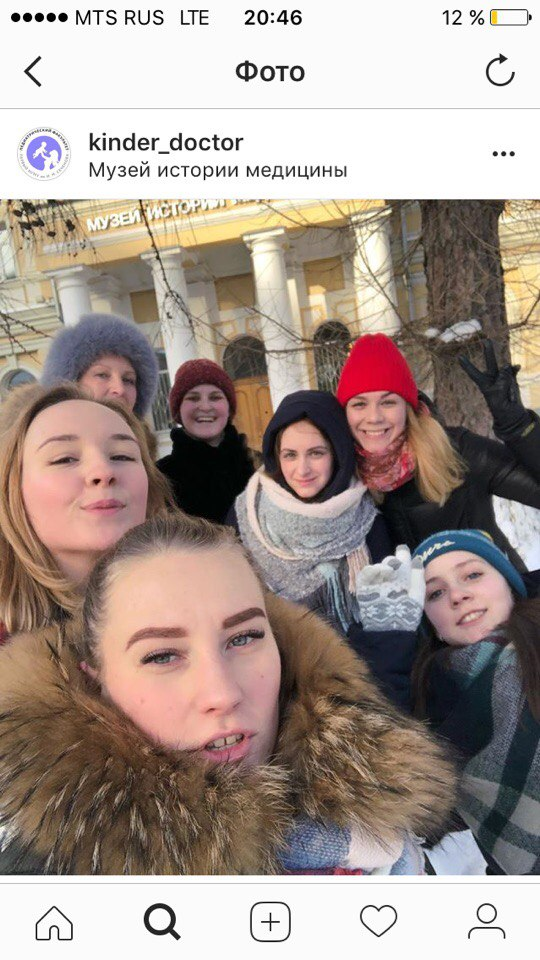 MTS RUS LTE 20:46 12 %
Фото
kinder_doctor
Музей истории медицины
МУЗЕЙ ИСТОРИИ